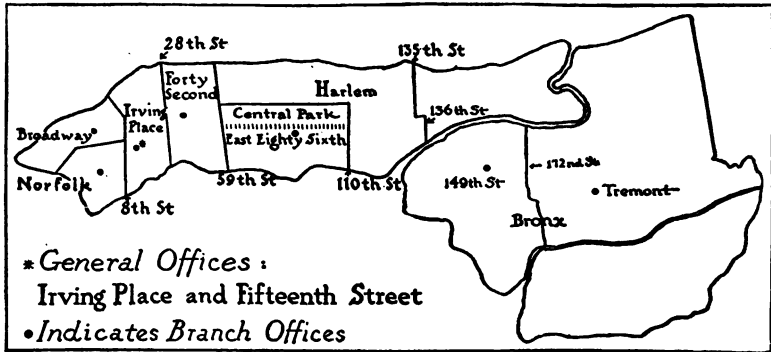 28th St
135th St
Forty
Second
Harlem
Irving
Place
Central Park
136th St
Broadway
East Eighty Sixth
172nd St
Norfolk
8th St
59th St
110th St
149th St
Tremont
Bronx
*General Offices:
Irving Place and Fifteenth Street
•Indicates Branch Offices